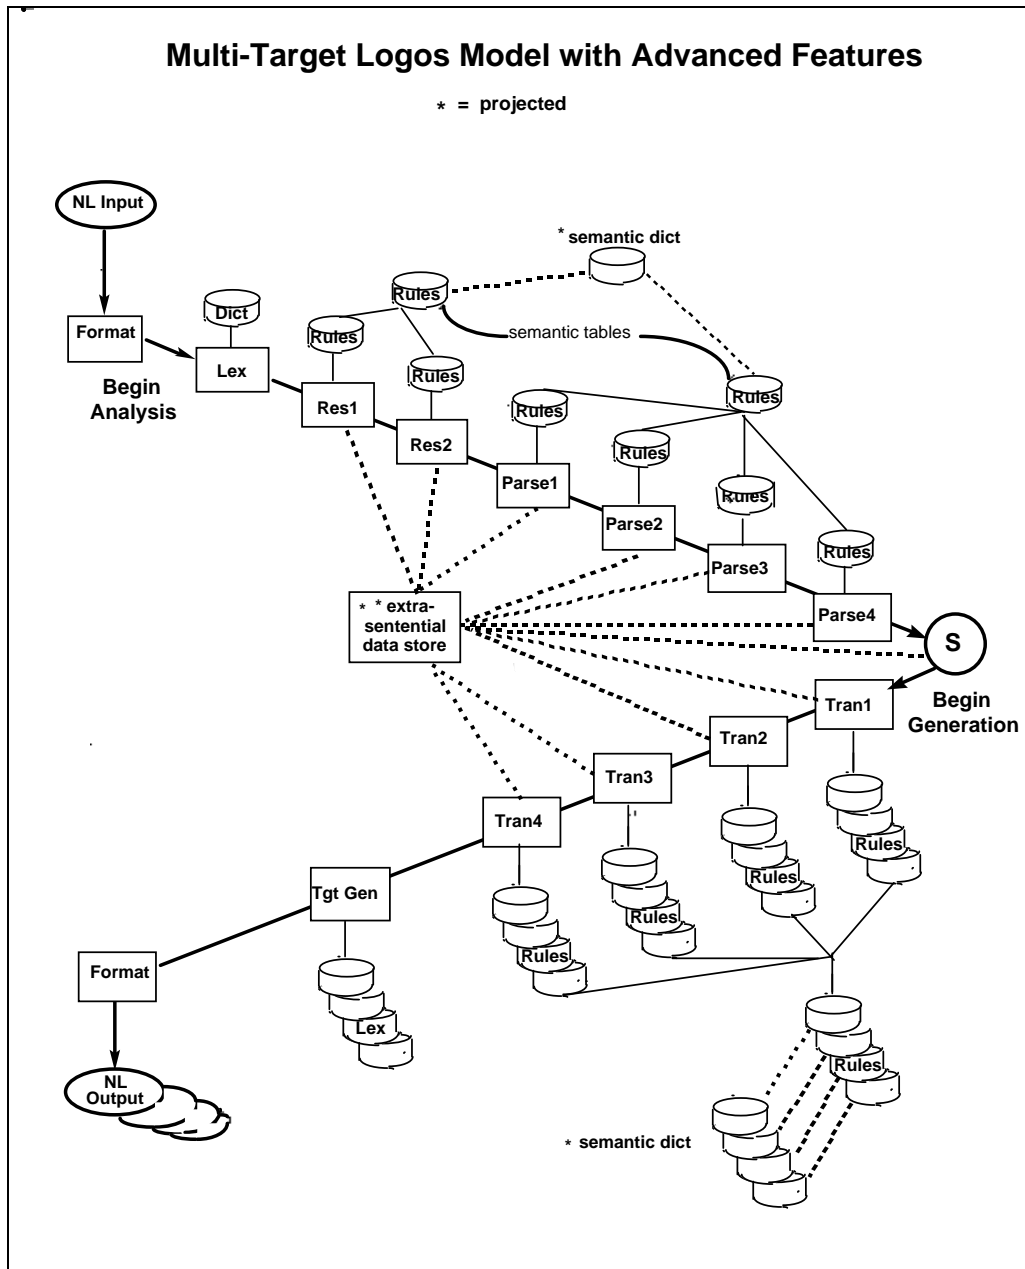 Multi-Target Logos Model with Advanced Features
* = projected
NL Input
* semantic dict
Rules
Dict
Rules
semantic tables
Format
Lex
Rules
Rules
Begin
Analysis
Res1
Rules
Res2
Rules
Parse1
Rules
Parse2
Rules
Parse3
Parse4
* * extra-
sentential
data store
S
Begin
Generation
Tran1
Tran2
Tran3
Tran4
Rules
Rules
Rules
Rules
Tgt Gen
Format
Lex
Rules
NL
Output
* semantic dict